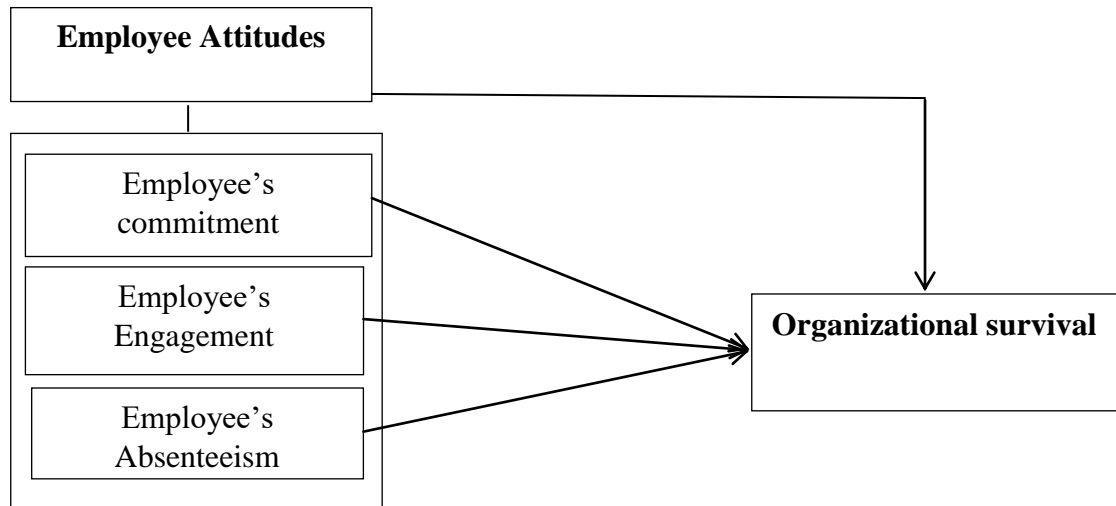 Employee Attitudes
Employee’s
commitment
Employee’s
Engagement
Employee’s
Absenteeism
Organizational survival